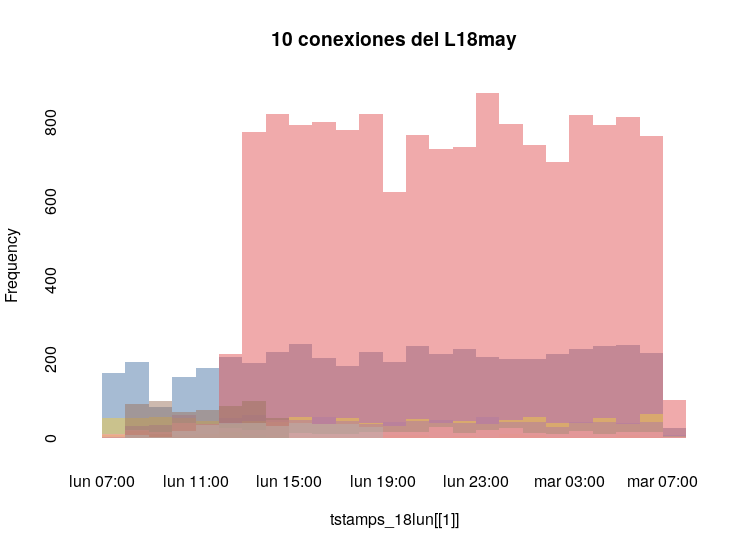 10 conexiones del L18may
Frequency
800
600
400
200
0
lun 07:00 lun 11:00 lun 15:00 lun 19:00 lun 23:00 mar 03:00 mar 07:00
tstamps_18lun[[1]]